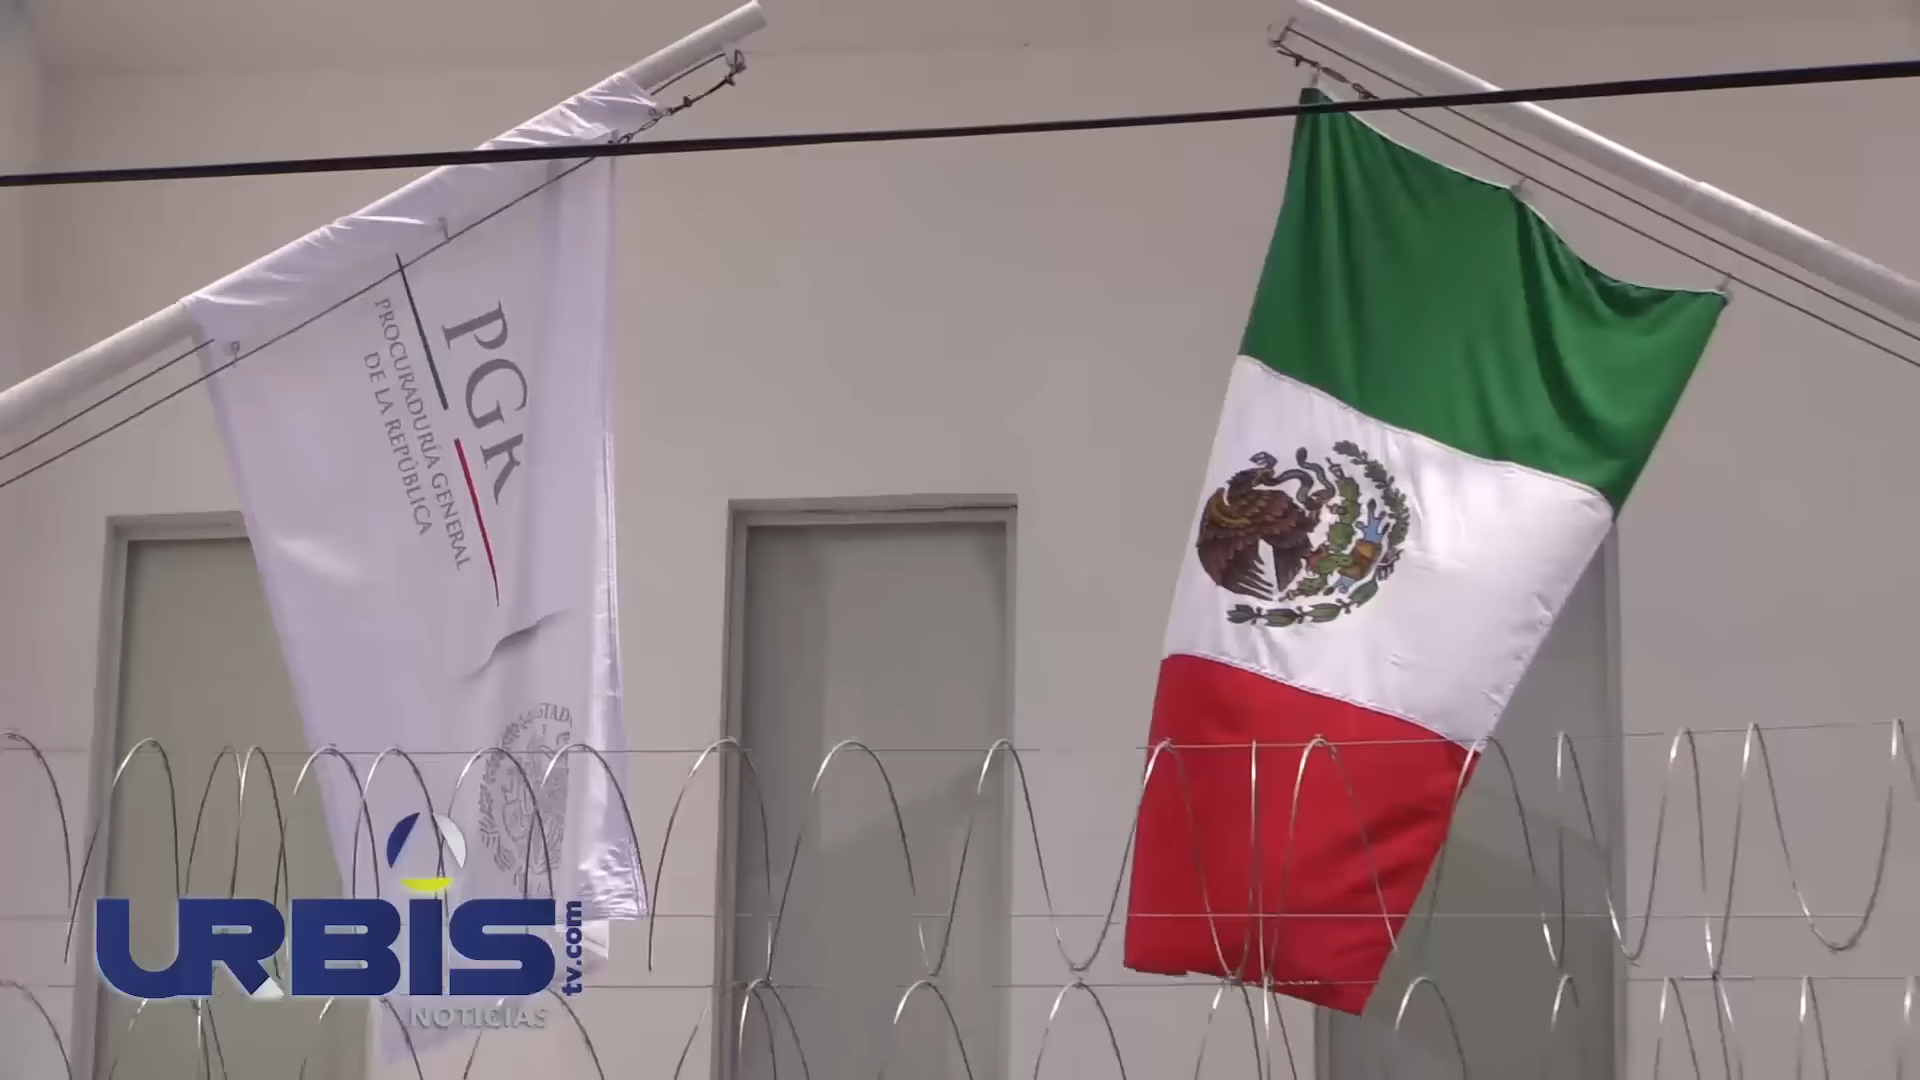 PGR
PROCURADURÍA GENERAL
DE LA REPÚBLICA
URBIS
tv.com
NOTICIAS